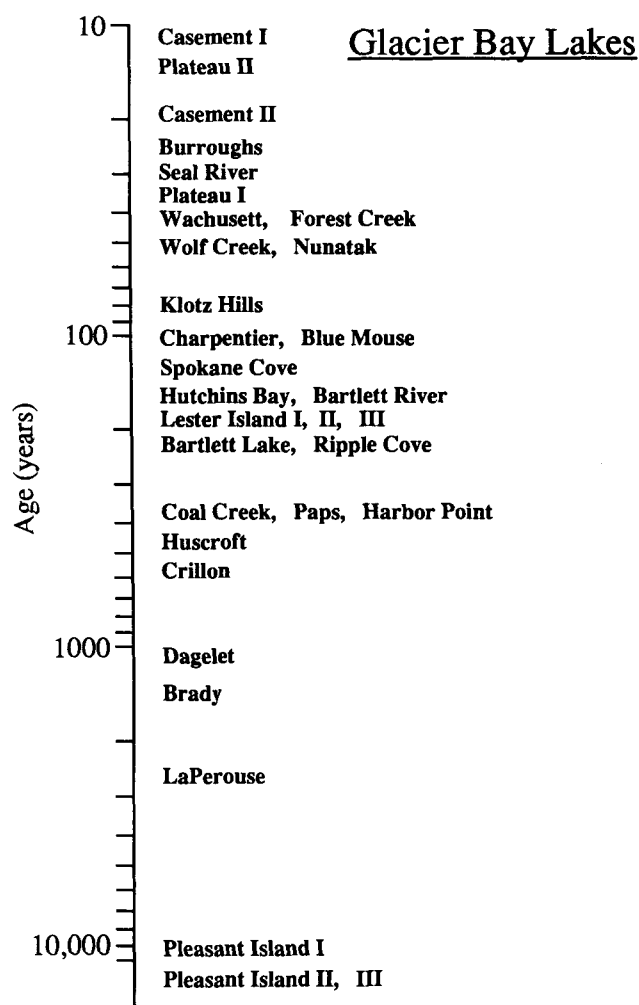 Glacier Bay Lakes
10
Casement I
Plateau II
Casement II
Burroughs
Seal River
Plateau I
Wachusett, Forest Creek
Wolf Creek, Nunatak
Klotz Hills
100
Charpentier, Blue Mouse
Spokane Cove
Hutchins Bay, Bartlett River
Lester Island I, II, III
Bartlett Lake, Ripple Cove
Age (years)
Coal Creek, Paps, Harbor Point
Huscroft
Crillon
1000
Dagelet
Brady
LaPerouse
10,000
Pleasant Island I
Pleasant Island II, III